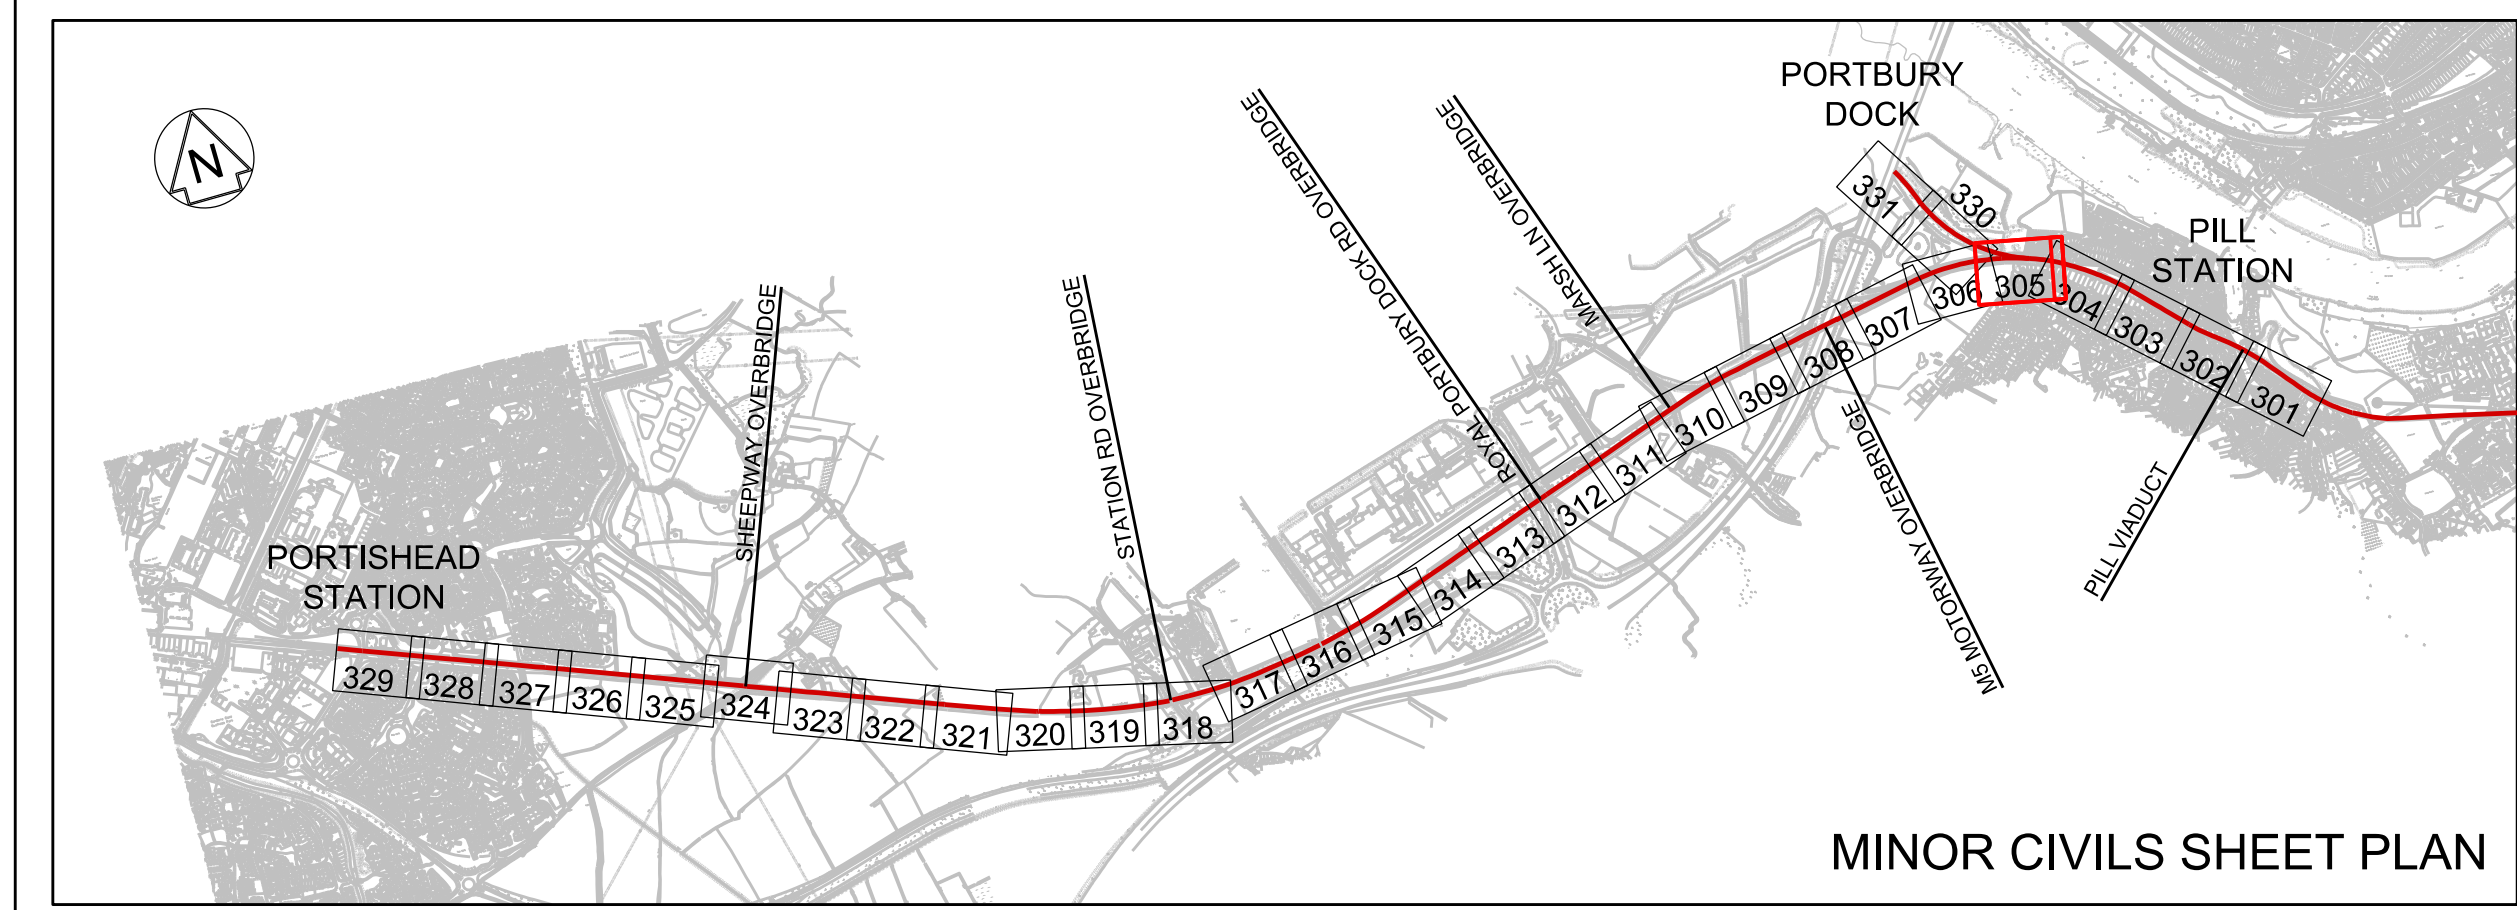 N
PORTBURY
DOCK
PILL
STATION
PORTISHEAD
STATION
SHEEPWAY OVERBRIDGE
STATION RD OVERBRIDGE
ROYAL PORTBURY DOCK RD OVERBRIDGE
MARSH LN OVERBRIDGE
M5 MOTORWAY OVERBRIDGE
PILL VIADUCT
329
328
327
326
325
324
323
322
321
320
319
318
317
316
315
314
313
312
311
310
309
308
307
306
305
304
303
302
301
331
330
MINOR CIVILS SHEET PLAN